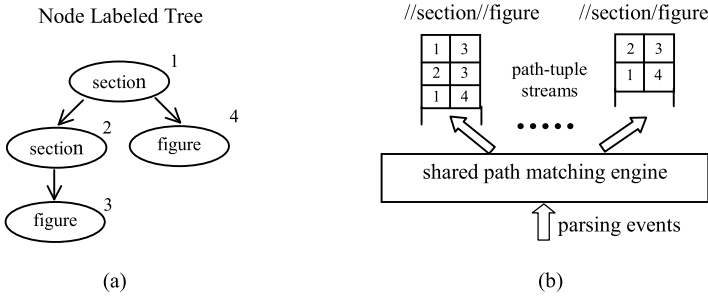 Node Labeled Tree
section
1
section
2
figure
4
figure
3
(a)
//section//figure
//section/figure
1 3
2 3
1 4
path-tuple
streams
2 3
1 4
shared path matching engine
parsing events
(b)